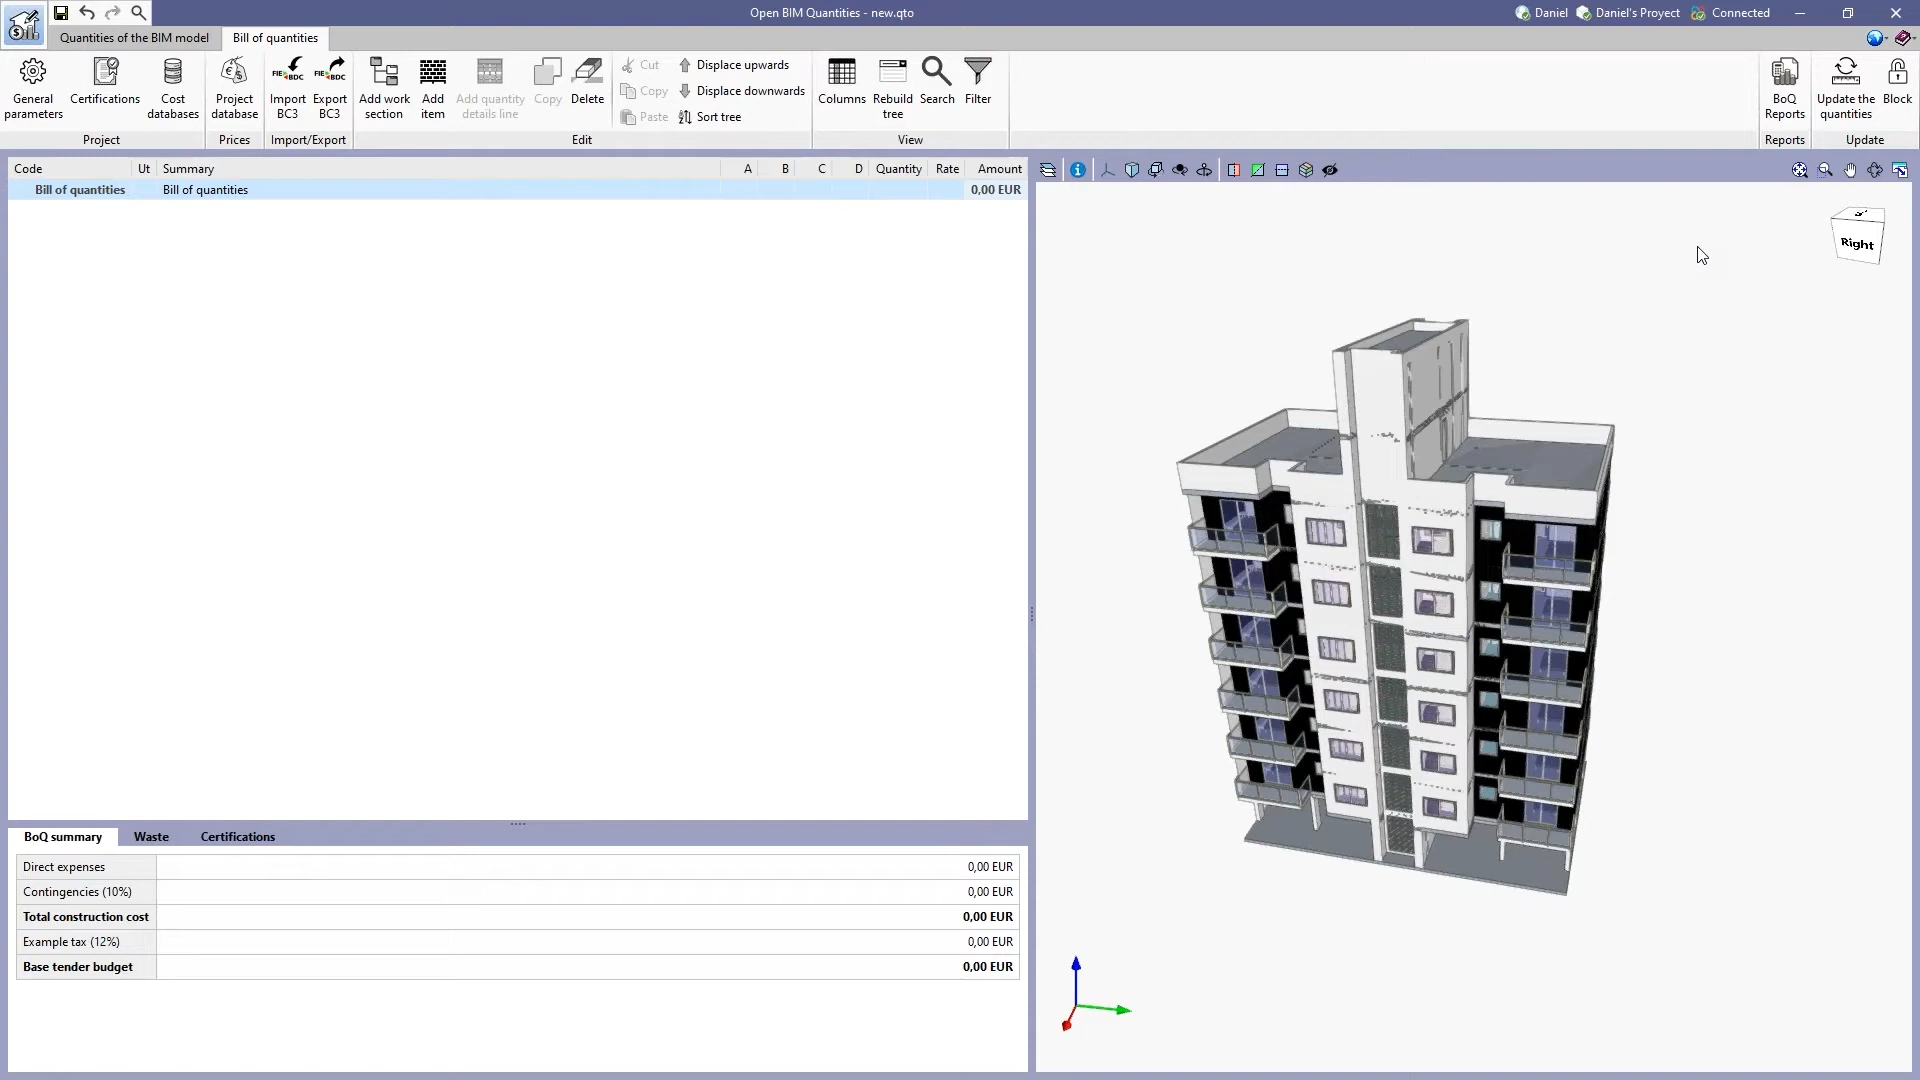 Open BIM Quantities - new.qto
Daniel
Daniel's Proyect
Connected
Quantities of the BIM model
Bill of quantities
General parameters
Certifications
Cost databases
Project
Project database
Prices
FIE-BDC
Import BC3
FIE-BDC
Export BC3
Import/Export
Add work section
Add item
Add quantity details line
Copy
Delete
Cut
Copy
Paste
Displace upwards
Displace downwards
Sort tree
Edit
Columns
Rebuild tree
Search
Filter
View
BoQ Reports
Reports
Update the quantities
Block
Update
Code Ut Summary A B C D Quantity Rate Amount
Bill of quantities Bill of quantities 0,00 EUR
Right
BoQ summary Waste Certifications
Direct expenses 0,00 EUR
Contingencies (10%) 0,00 EUR
Total construction cost 0,00 EUR
Example tax (12%) 0,00 EUR
Base tender budget 0,00 EUR